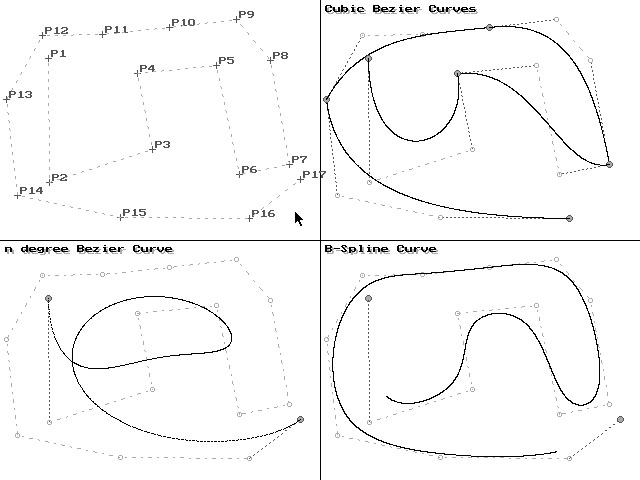 P12 P11 P10 P9
P1 P4 P5 P8
P13 P3
P2 P6 P7
P14 P17
P15 P16
Cubic Bezier Curves
n degree Bezier Curve
B-Spline Curve